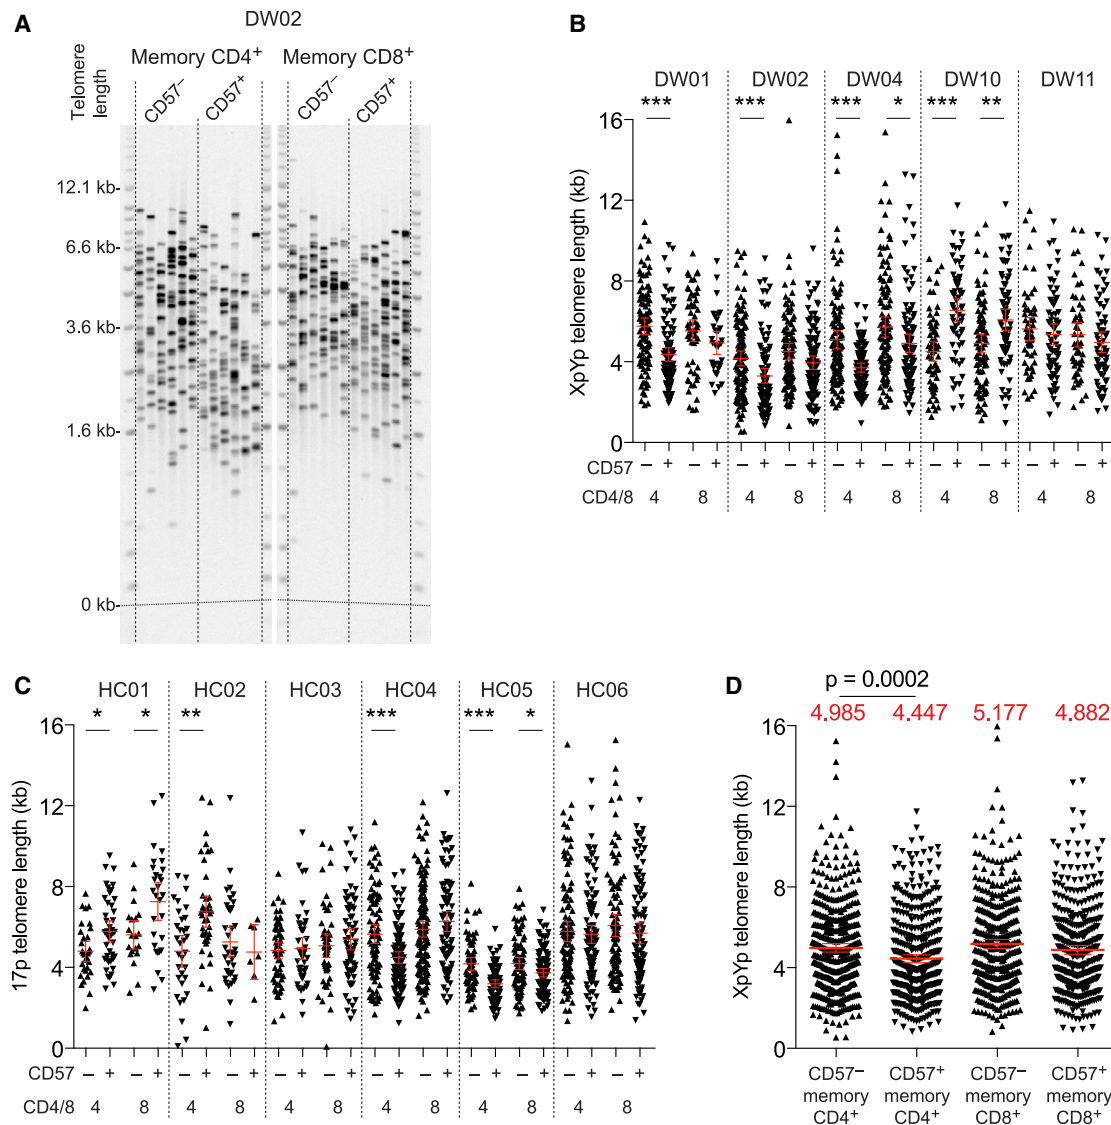 A
DW02
Memory CD4+ Memory CD8+
Telomere length
CD57– CD57+ CD57– CD57+
12.1 kb-
6.6 kb-
3.6 kb-
1.6 kb-
0 kb-
B
DW01 DW02 DW04 DW10 DW11
*** *** *** * *** **
XpYp telomere length (kb)
16
12
8
4
0
CD57 – + – + – + – + – + – + – + – + – + – +
CD4/8 4 8 4 8 4 8 4 8 4 8
C
HC01 HC02 HC03 HC04 HC05 HC06
* * ** *** *** *
17p telomere length (kb)
16
12
8
4
0
CD57 – + – + – + – + – + – + – + – + – + – + – + – +
CD4/8 4 8 4 8 4 8 4 8 4 8 4 8
D
p = 0.0002
4.985 4.447 5.177 4.882
XpYp telomere length (kb)
16
12
8
4
0
CD57– CD57+ CD57– CD57+
memory memory memory memory
CD4+ CD4+ CD8+ CD8+